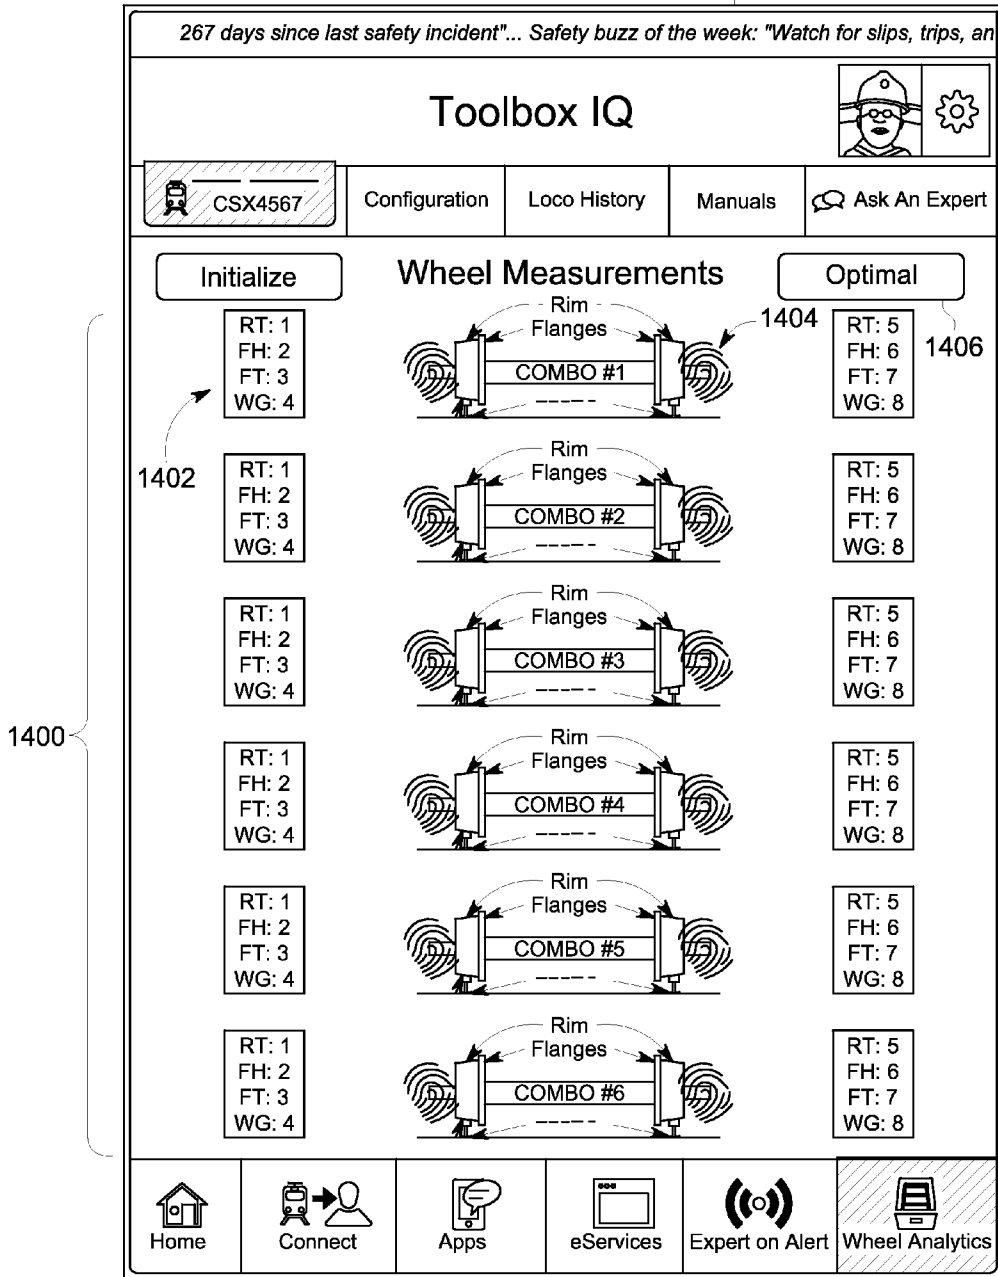 267 days since last safety incident"... Safety buzz of the week: "Watch for slips, trips, an
Toolbox IQ
CSX4567
Configuration
Loco History
Manuals
Ask An Expert
Initialize
Wheel Measurements
Optimal
1400
1402
1404
1406
RT: 1
FH: 2
FT: 3
WG: 4
Rim
Flanges
COMBO #1
RT: 5
FH: 6
FT: 7
WG: 8
RT: 1
FH: 2
FT: 3
WG: 4
Rim
Flanges
COMBO #2
RT: 5
FH: 6
FT: 7
WG: 8
RT: 1
FH: 2
FT: 3
WG: 4
Rim
Flanges
COMBO #3
RT: 5
FH: 6
FT: 7
WG: 8
RT: 1
FH: 2
FT: 3
WG: 4
Rim
Flanges
COMBO #4
RT: 5
FH: 6
FT: 7
WG: 8
RT: 1
FH: 2
FT: 3
WG: 4
Rim
Flanges
COMBO #5
RT: 5
FH: 6
FT: 7
WG: 8
RT: 1
FH: 2
FT: 3
WG: 4
Rim
Flanges
COMBO #6
RT: 5
FH: 6
FT: 7
WG: 8
Home
Connect
Apps
eServices
Expert on Alert
Wheel Analytics